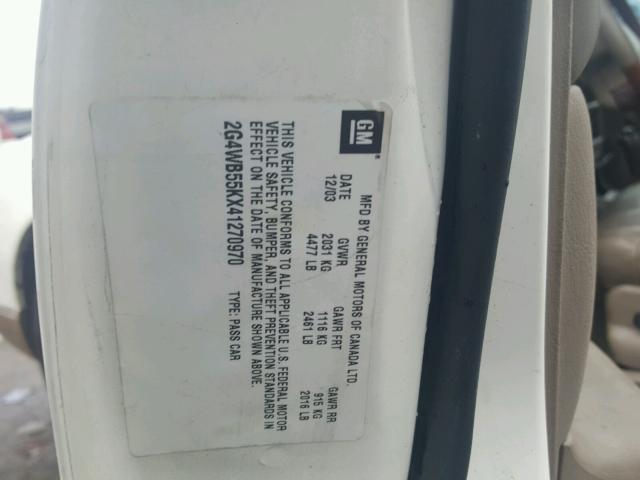 GM
MFD BY GENERAL MOTORS OF CANADA LTD.
DATE GVWR GAWR FRT GAWR RR
12/03 2031 KG 1116 KG 915 KG
4477 LB 2461 LB 2016 LB
THIS VEHICLE CONFORMS TO ALL APPLICABLE U.S. FEDERAL MOTOR
VEHICLE SAFETY, BUMPER, AND THEFT PREVENTION STANDARDS IN
EFFECT ON THE DATE OF MANUFACTURE SHOWN ABOVE.
2G4WB55KX41270970 TYPE: PASS CAR